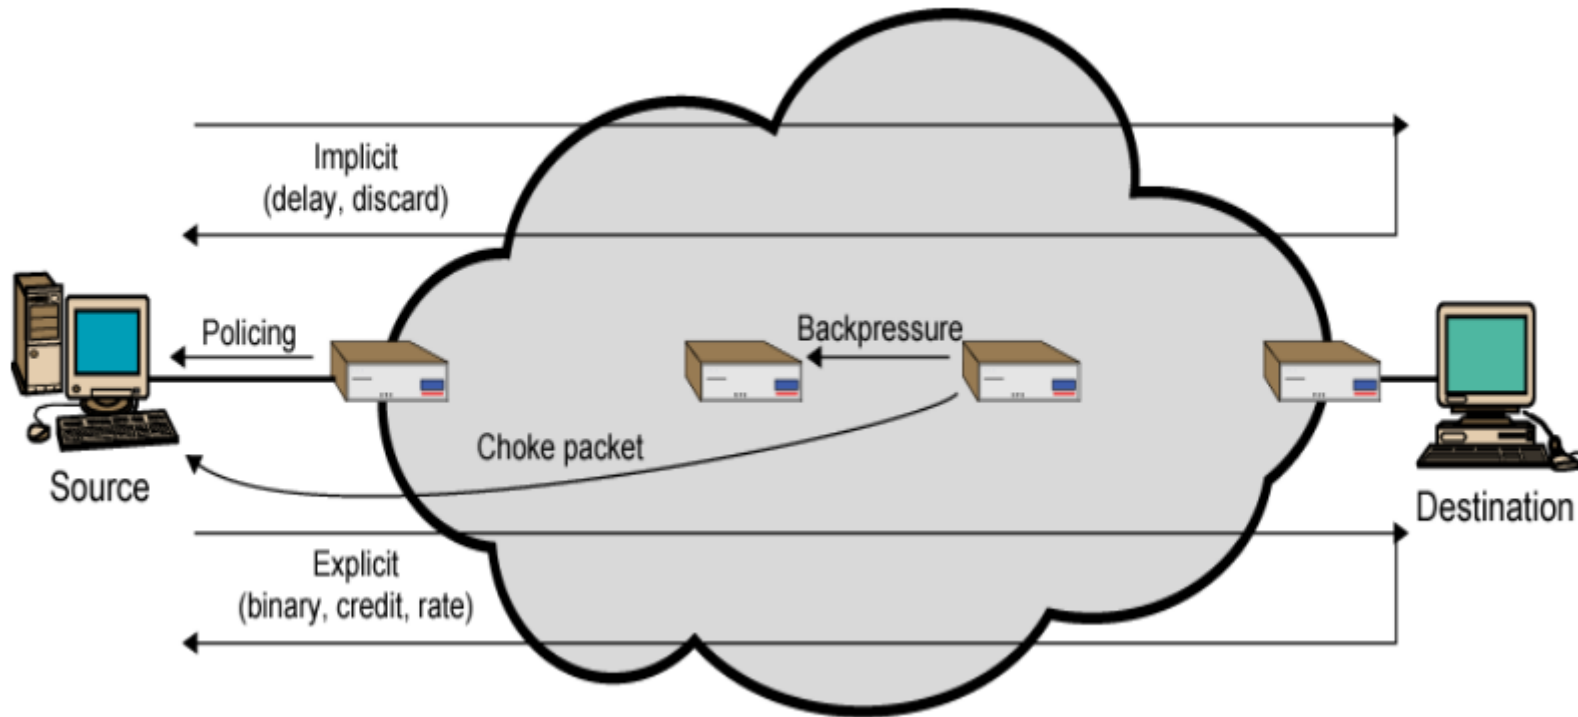 Implicit
(delay, discard)
Policing
Backpressure
Choke packet
Source
Destination
Explicit
(binary, credit, rate)